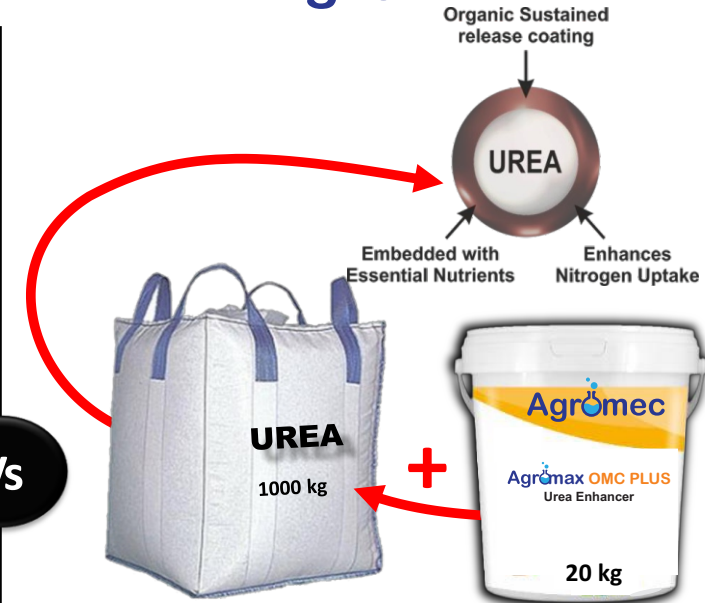 Organic Sustained
release coating
UREA
Embedded with
Essential Nutrients
Enhances
Nitrogen Uptake
UREA
1000 kg
+
Agromec
Agromax OMC PLUS
Urea Enhancer
20 kg